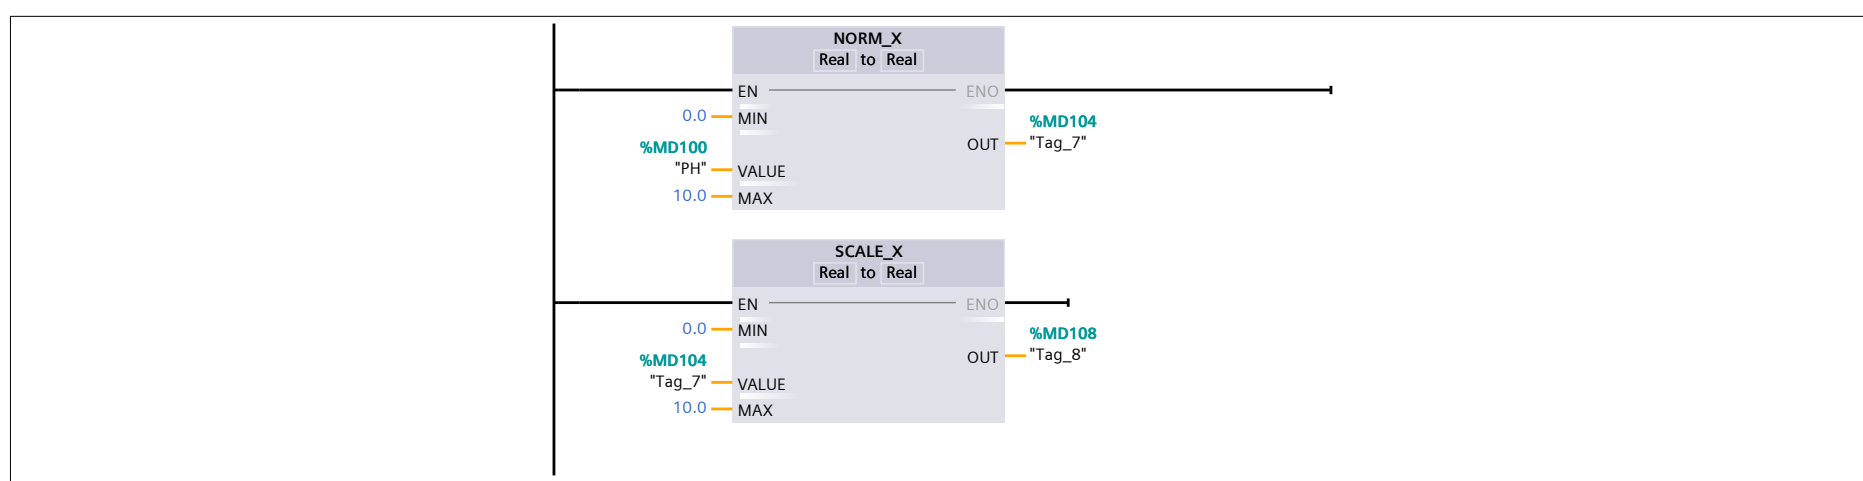 NORM_X
Real to Real
EN ENO
0.0 MIN
%MD104
%MD100
OUT "Tag_7"
"PH" VALUE
10.0 MAX
SCALE_X
Real to Real
EN ENO
0.0 MIN
%MD108
%MD104
OUT "Tag_8"
"Tag_7" VALUE
10.0 MAX